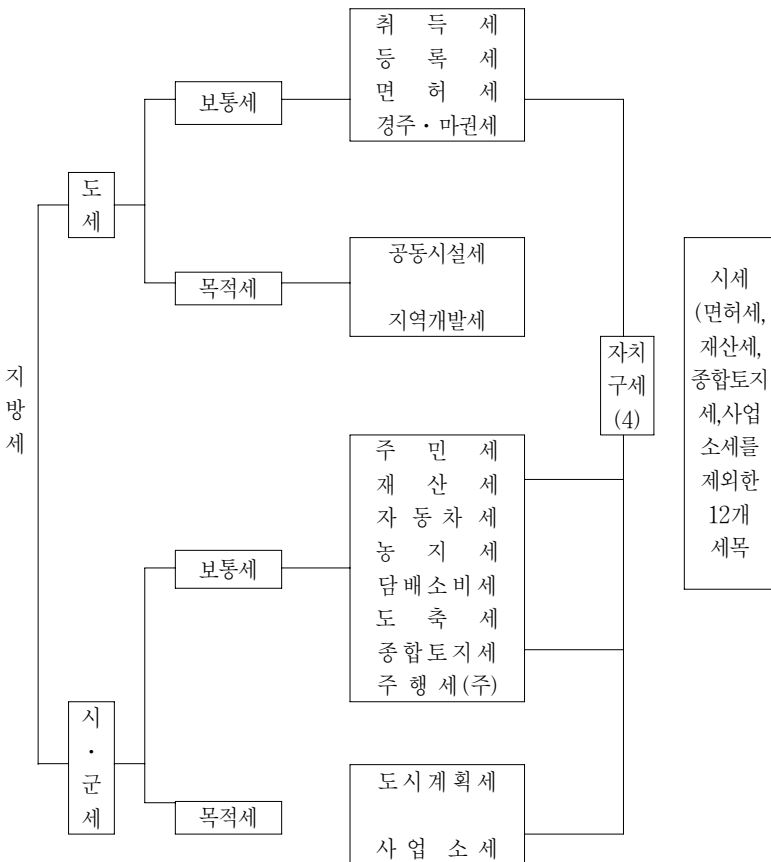 지
방
세
도
세
보통세
취 득 세
등 록 세
면 허 세
경주·마권세
목적세
공동시설세
지역개발세
시
·
군
세
보통세
주 민 세
재 산 세
자 동 차 세
농 지 세
담배소비세
도 축 세
종합토지세
주 행 세(주)
목적세
도시계획세
사 업 소 세
자치
구세
(4)
시세
(면허세,
재산세,
종합토지
세,사업
소세를
제외한
12개
세목